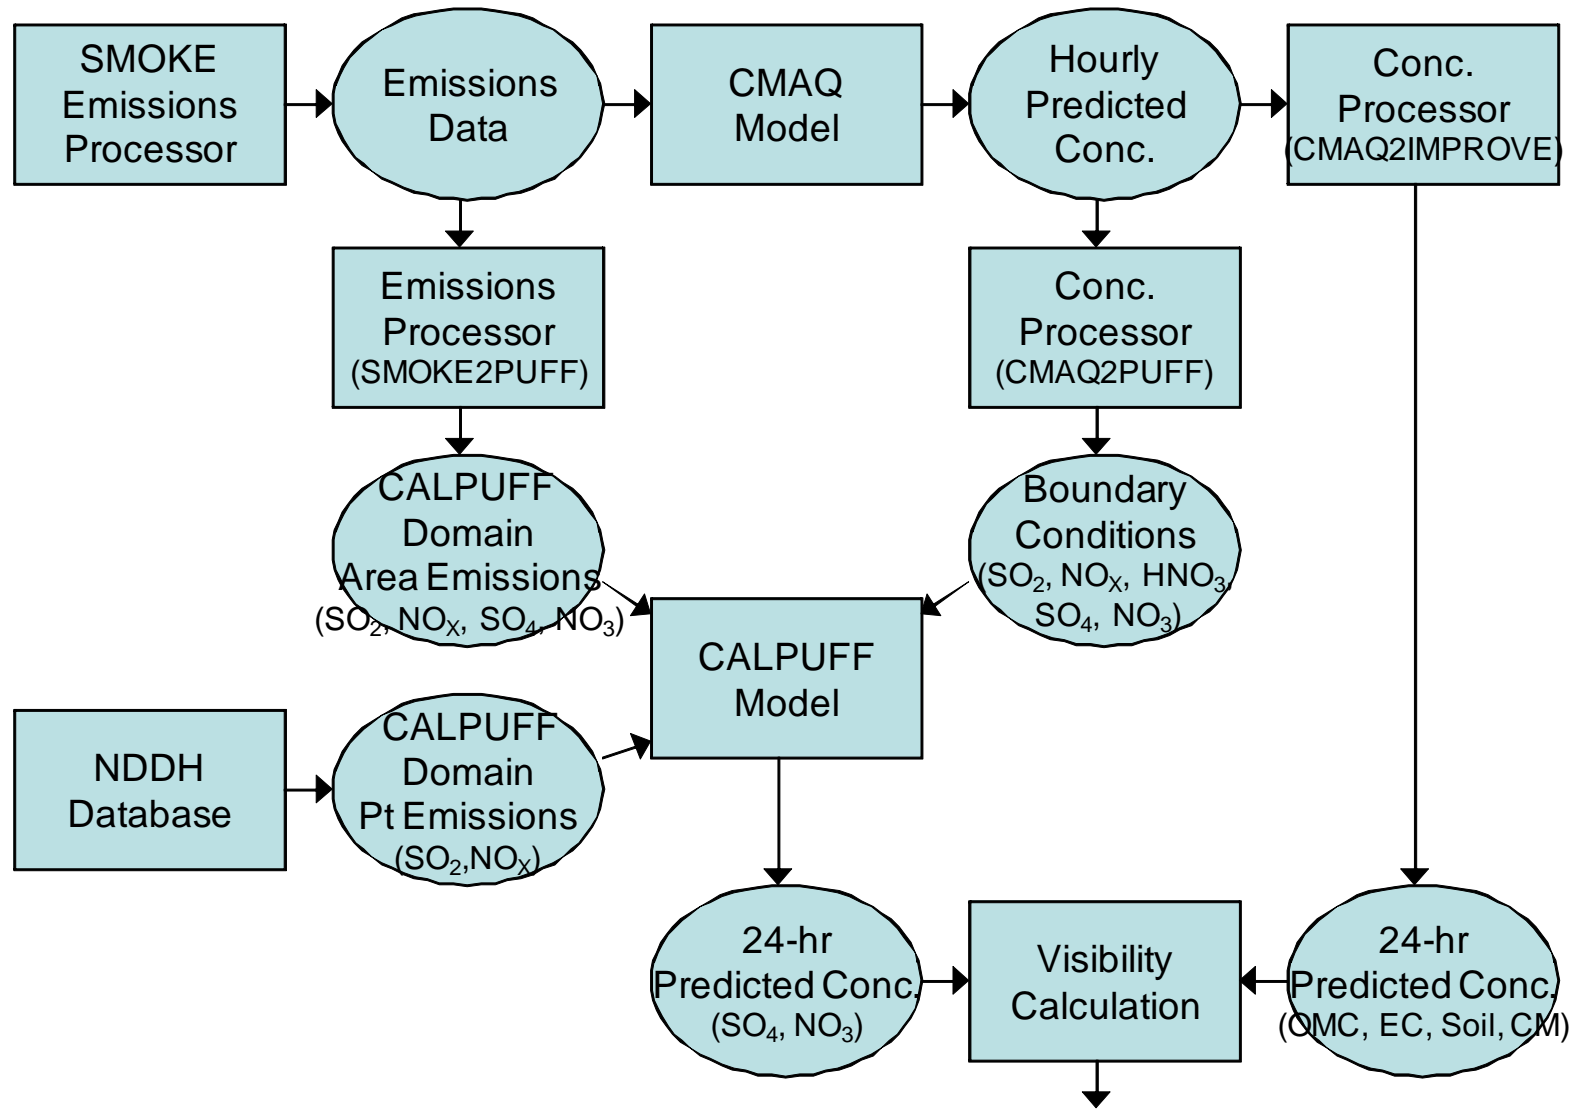 SMOKE
Emissions
Processor
Emissions
Data
CMAQ
Model
Hourly
Predicted
Conc.
Conc.
Processor
(CMAQ2IMPROVE)
Emissions
Processor
(SMOKE2PUFF)
Conc.
Processor
(CMAQ2PUFF)
CALPUFF
Domain
Area Emissions
(SO₂, NOₓ, SO₄, NO₃)
Boundary
Conditions
(SO₂, NOₓ, HNO₃,
SO₄, NO₃)
CALPUFF
Model
NDDH
Database
CALPUFF
Domain
Pt Emissions
(SO₂,NOₓ)
24-hr
Predicted Conc.
(SO₄, NO₃)
Visibility
Calculation
24-hr
Predicted Conc.
(OMC, EC, Soil, CM)